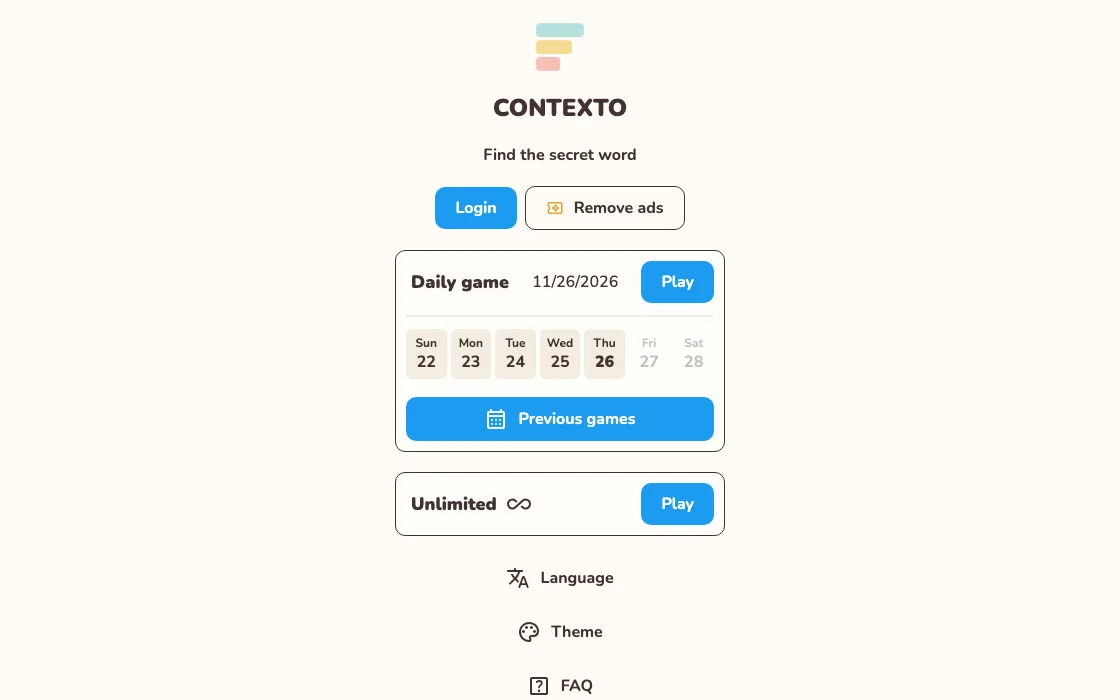 CONTEXTO
Find the secret word
Login Remove ads
Daily game 11/26/2026 Play
Sun Mon Tue Wed Thu Fri Sat
22 23 24 25 26 27 28
Previous games
Unlimited Play
Language
Theme
FAQ